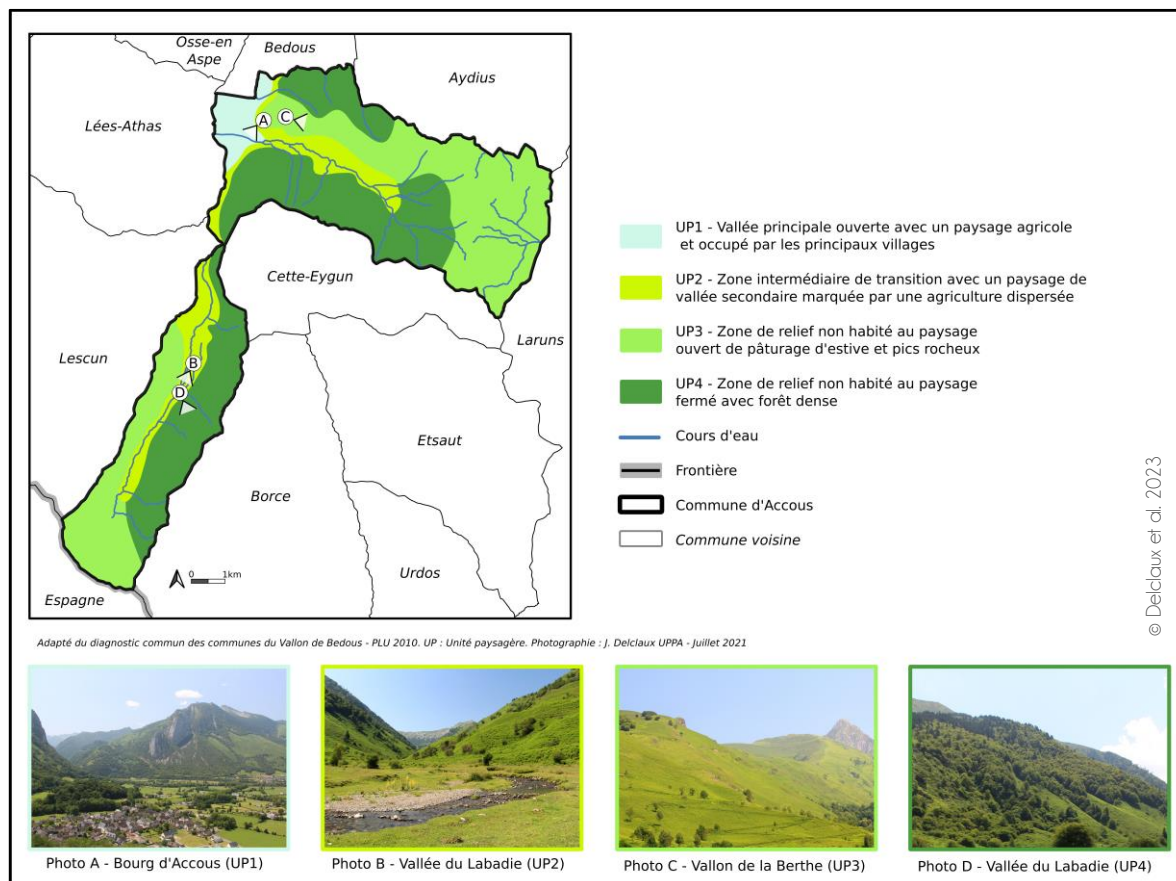 Osse-en
Aspe
Bedous
Aydius
Lées-Athas
A
C
Cette-Eygun
Laruns
Lescun
B
D
Etsaut
Borce
Urdos
0 1km
Espagne
UP1 - Vallée principale ouverte avec un paysage agricole
et occupé par les principaux villages
UP2 - Zone intermédiaire de transition avec un paysage de
vallée secondaire marquée par une agriculture dispersée
UP3 - Zone de relief non habité au paysage
ouvert de pâturage d'estive et pics rocheux
UP4 - Zone de relief non habité au paysage
fermé avec forêt dense
Cours d'eau
Frontière
Commune d'Accous
Commune voisine
© Delclaux et al. 2023
Adapté du diagnostic commun des communes du Vallon de Bedous - PLU 2010. UP : Unité paysagère. Photographie : J. Delclaux UPPA - Juillet 2021
Photo A - Bourg d'Accous (UP1)
Photo B - Vallée du Labadie (UP2)
Photo C - Vallon de la Berthe (UP3)
Photo D - Vallée du Labadie (UP4)